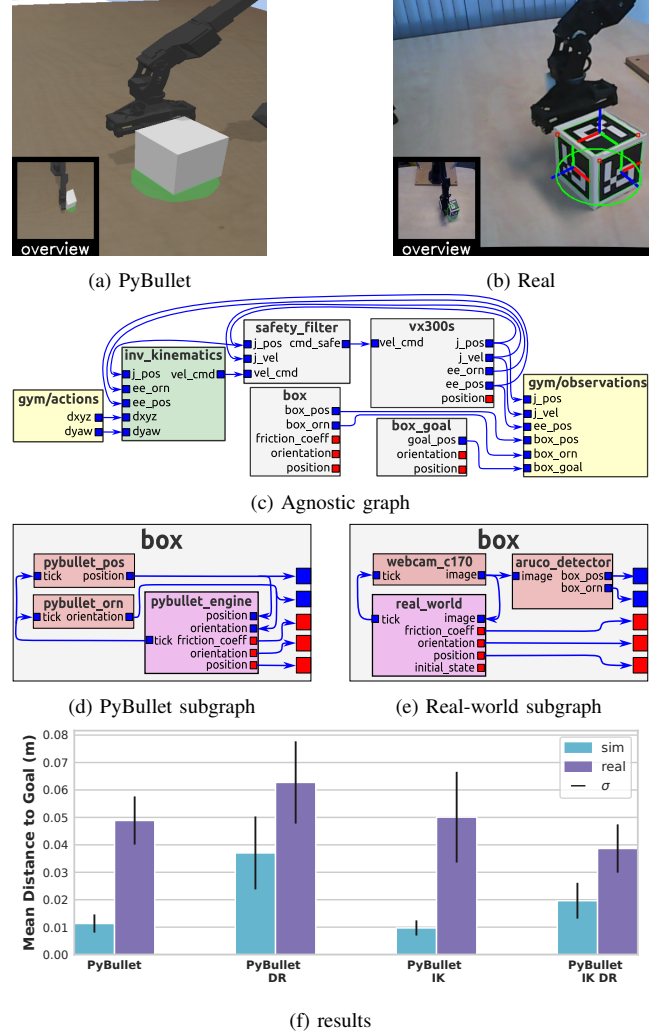 overview
overview
(a) PyBullet
(b) Real
safety_filter
j_pos cmd_safe
j_vel
vel_cmd
vx300s
vel_cmd j_pos
j_vel
ee_orn
ee_pos
position
inv_kinematics
j_pos vel_cmd
ee_orn
ee_pos
dxyz
dyaw
gym/actions
dxyz
dyaw
box
box_pos
box_orn
friction_coeff
orientation
position
box_goal
goal_pos
orientation
position
gym/observations
j_pos
j_vel
ee_pos
box_pos
box_orn
box_goal
(c) Agnostic graph
box
pybullet_pos
tick position
pybullet_orn
tick orientation
pybullet_engine
position
orientation
tick friction_coeff
orientation
position
box
webcam_c170
tick image
aruco_detector
image box_pos
box_orn
real_world
image
tick
friction_coeff
orientation
position
initial_state
(d) PyBullet subgraph
(e) Real-world subgraph
Mean Distance to Goal (m)
0.08
0.07
0.06
0.05
0.04
0.03
0.02
0.01
0.00
sim
real
σ
PyBullet
PyBullet
DR
PyBullet
IK
PyBullet
IK DR
(f) results